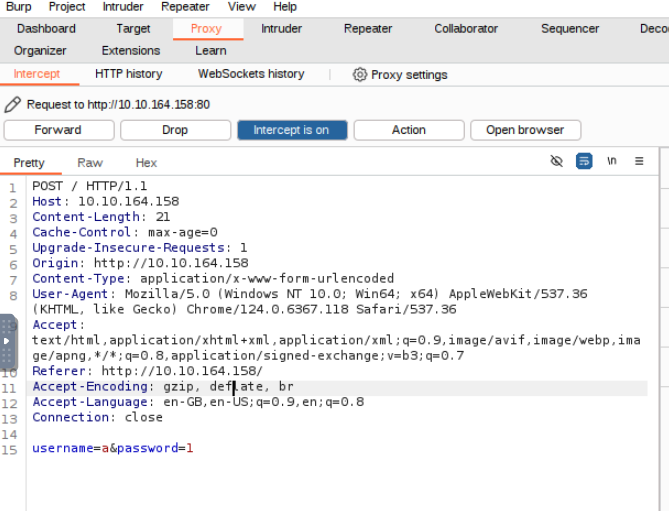 Burp Project Intruder Repeater View Help
Dashboard Target Proxy Intruder Repeater Collaborator Sequencer Deco
Organizer Extensions Learn
Intercept HTTP history WebSockets history Proxy settings
Request to http://10.10.164.158:80
Forward Drop Intercept is on Action Open browser
Pretty Raw Hex \n
1 POST / HTTP/1.1
2 Host: 10.10.164.158
3 Content-Length: 21
4 Cache-Control: max-age=0
5 Upgrade-Insecure-Requests: 1
6 Origin: http://10.10.164.158
7 Content-Type: application/x-www-form-urlencoded
8 User-Agent: Mozilla/5.0 (Windows NT 10.0; Win64; x64) AppleWebKit/537.36
(KHTML, like Gecko) Chrome/124.0.6367.118 Safari/537.36
9 Accept:
text/html,application/xhtml+xml,application/xml;q=0.9,image/avif,image/webp,ima
ge/apng,*/*;q=0.8,application/signed-exchange;v=b3;q=0.7
10 Referer: http://10.10.164.158/
11 Accept-Encoding: gzip, deflate, br
12 Accept-Language: en-GB,en-US;q=0.9,en;q=0.8
13 Connection: close
14
15 username=a&password=1